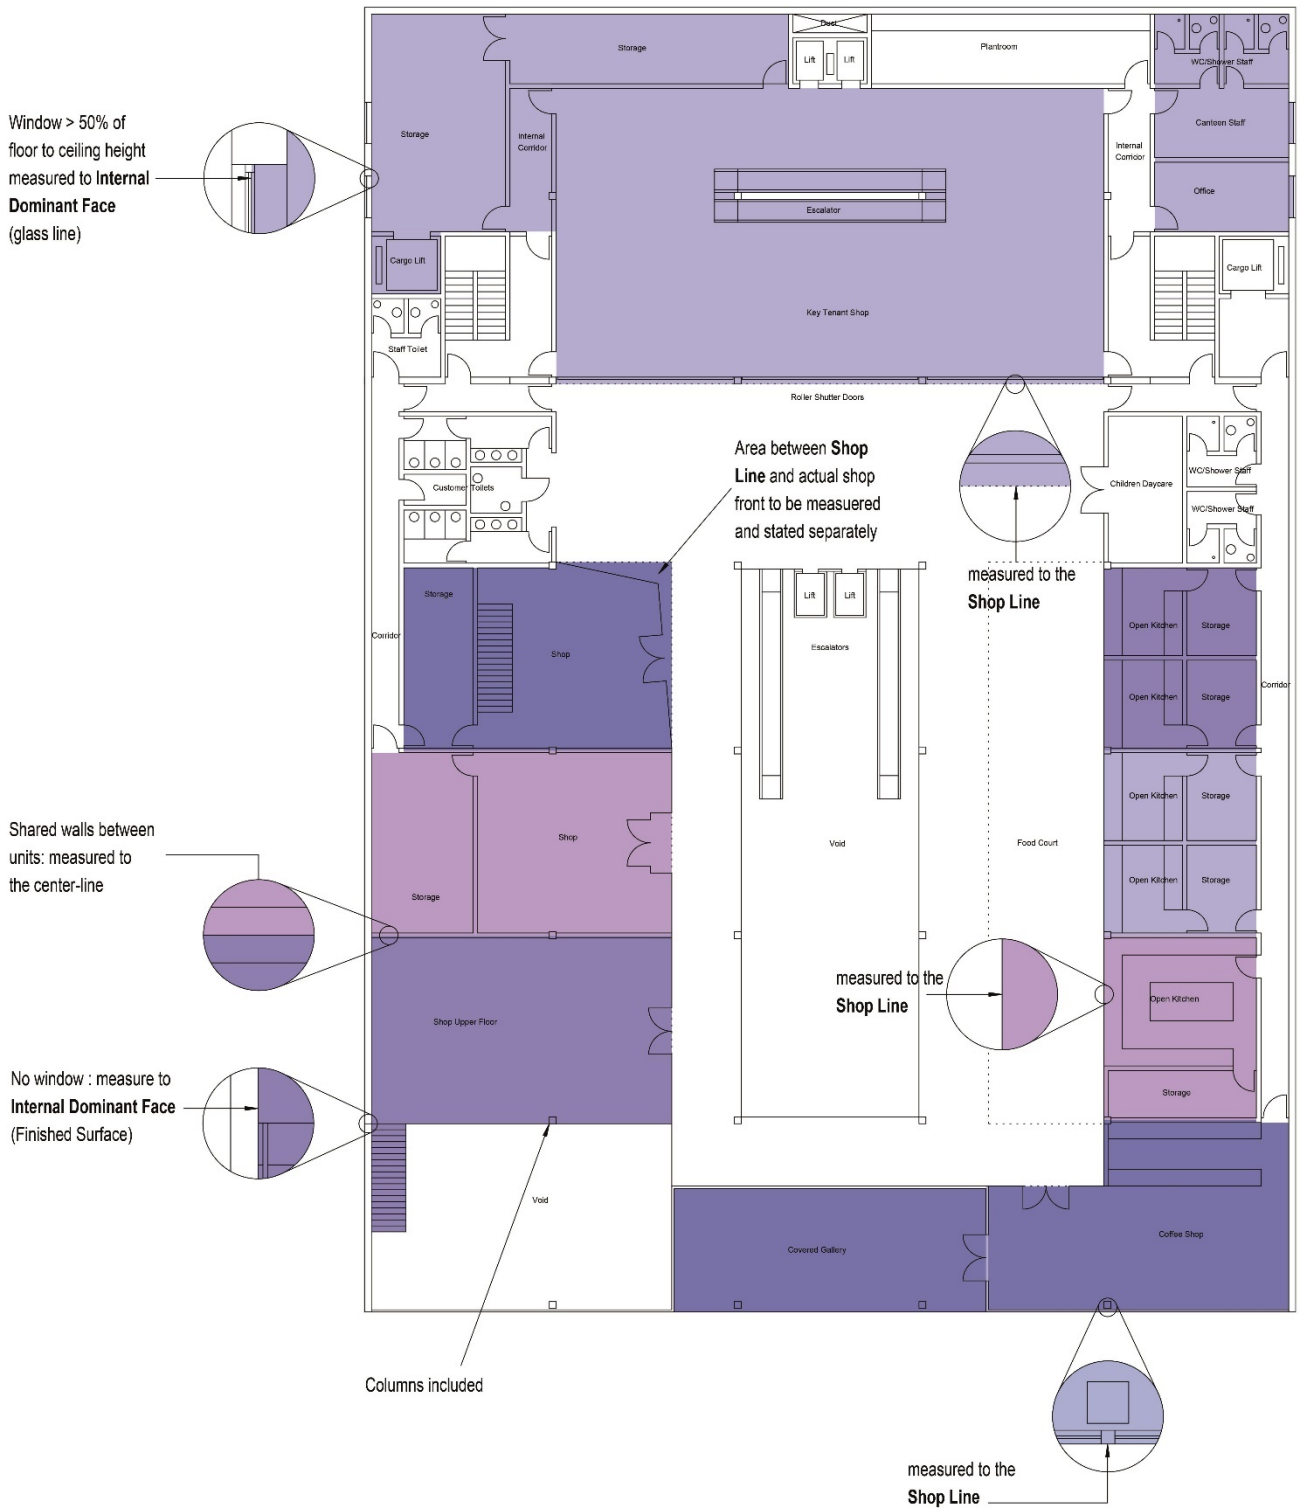 Duct
Storage
Lift
Lift
Plantroom
WC/Shower Staff
Window > 50% of
floor to ceiling height
measured to Internal
Dominant Face
(glass line)
Storage
Internal
Corridor
Internal
Corridor
Canteen Staff
Office
Escalator
Cargo Lift
Cargo Lift
Key Tenant Shop
Staff Toilet
Roller Shutter Doors
Area between Shop
Line and actual shop
front to be measuered
and stated separately
Customer Toilets
Children Daycare
WC/Shower Staff
WC/Shower Staff
measured to the
Shop Line
Storage
Lift
Lift
Open Kitchen
Storage
Corridor
Shop
Escalators
Corridor
Open Kitchen
Storage
Open Kitchen
Storage
Shared walls between
units: measured to
the center-line
Shop
Void
Food Court
Storage
Open Kitchen
Storage
measured to the
Shop Line
Open Kitchen
Shop Upper Floor
No window : measure to
Internal Dominant Face
(Finished Surface)
Storage
Void
Covered Gallery
Coffee Shop
Columns included
measured to the
Shop Line